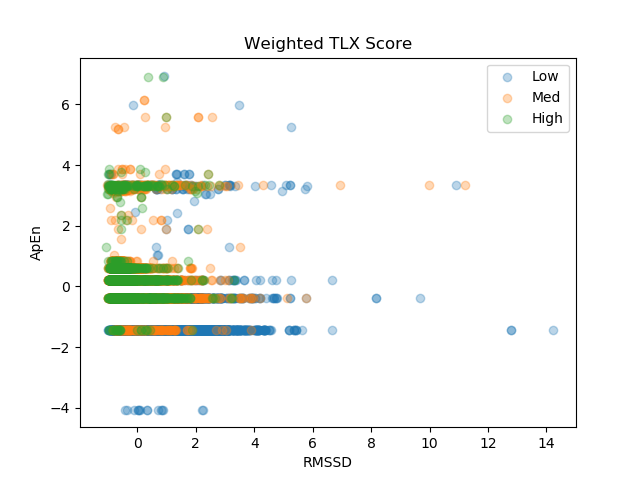 Weighted TLX Score
Low
Med
High
6
4
2
0
−2
−4
ApEn
0 2 4 6 8 10 12 14
RMSSD